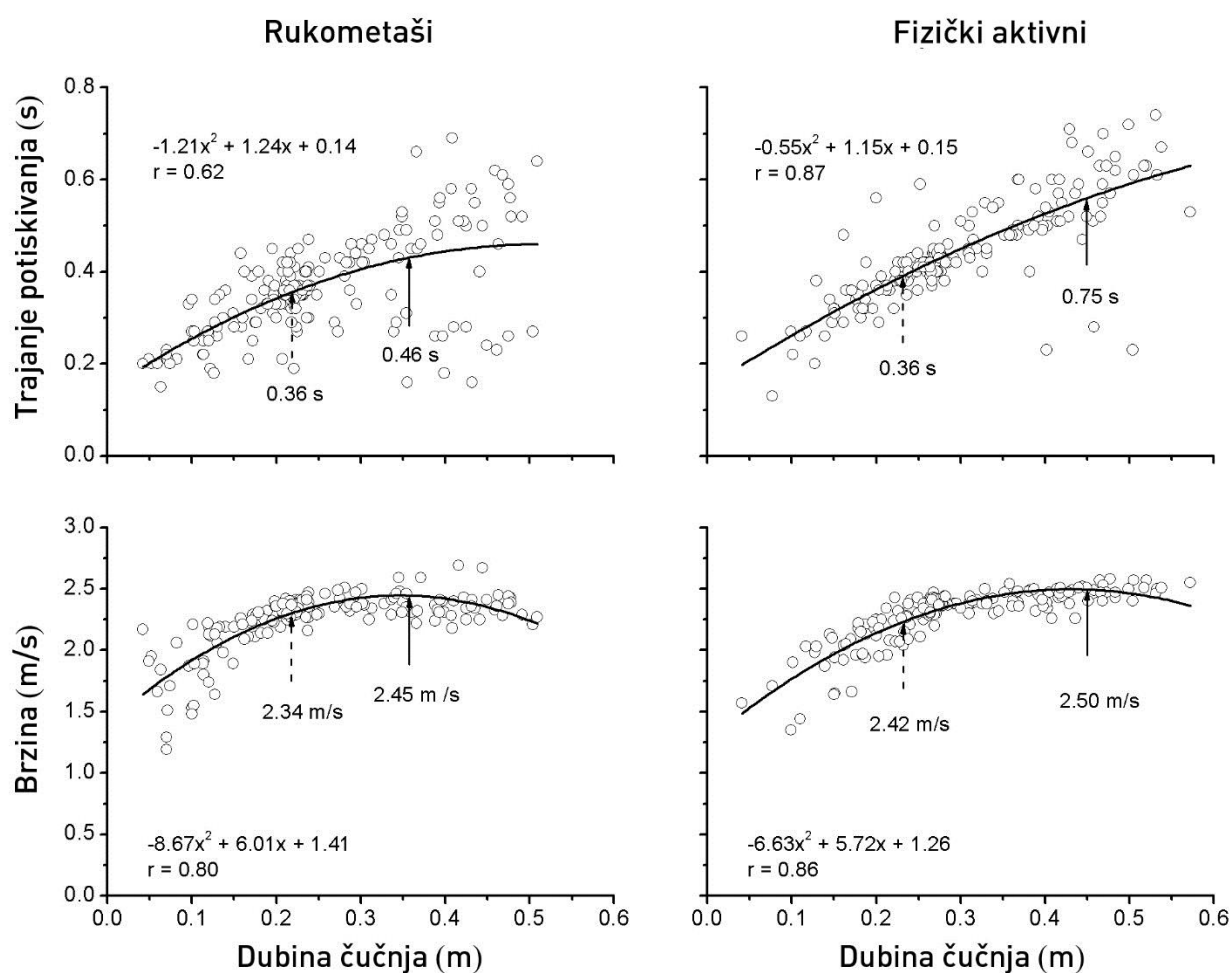 Rukometaši
Fizički aktivni
Trajanje potiskivanja (s)
0.8
0.6
0.4
0.2
0.0
-1.21x² + 1.24x + 0.14
r = 0.62
0.36 s
0.46 s
-0.55x² + 1.15x + 0.15
r = 0.87
0.36 s
0.75 s
Brzina (m/s)
3.0
2.5
2.0
1.5
1.0
0.5
0.0
2.34 m/s
2.45 m /s
-8.67x² + 6.01x + 1.41
r = 0.80
0.0 0.1 0.2 0.3 0.4 0.5 0.6
Dubina čučnja (m)
2.42 m/s
2.50 m/s
-6.63x² + 5.72x + 1.26
r = 0.86
0.0 0.1 0.2 0.3 0.4 0.5 0.6
Dubina čučnja (m)